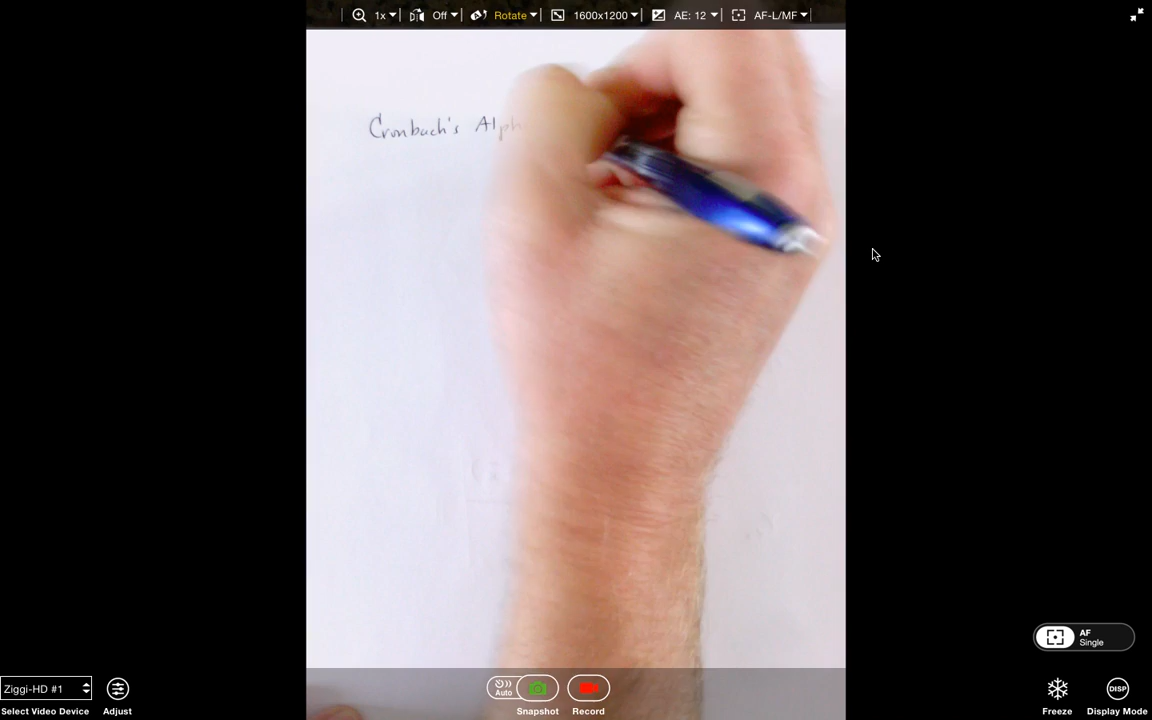 1x Off Rotate 1600x1200 AE: 12 AF-L/MF
Cronbach's Alph
AF
Single
Ziggi-HD #1
Select Video Device
Adjust
Auto
Snapshot
Record
Freeze
DISP
Display Mode